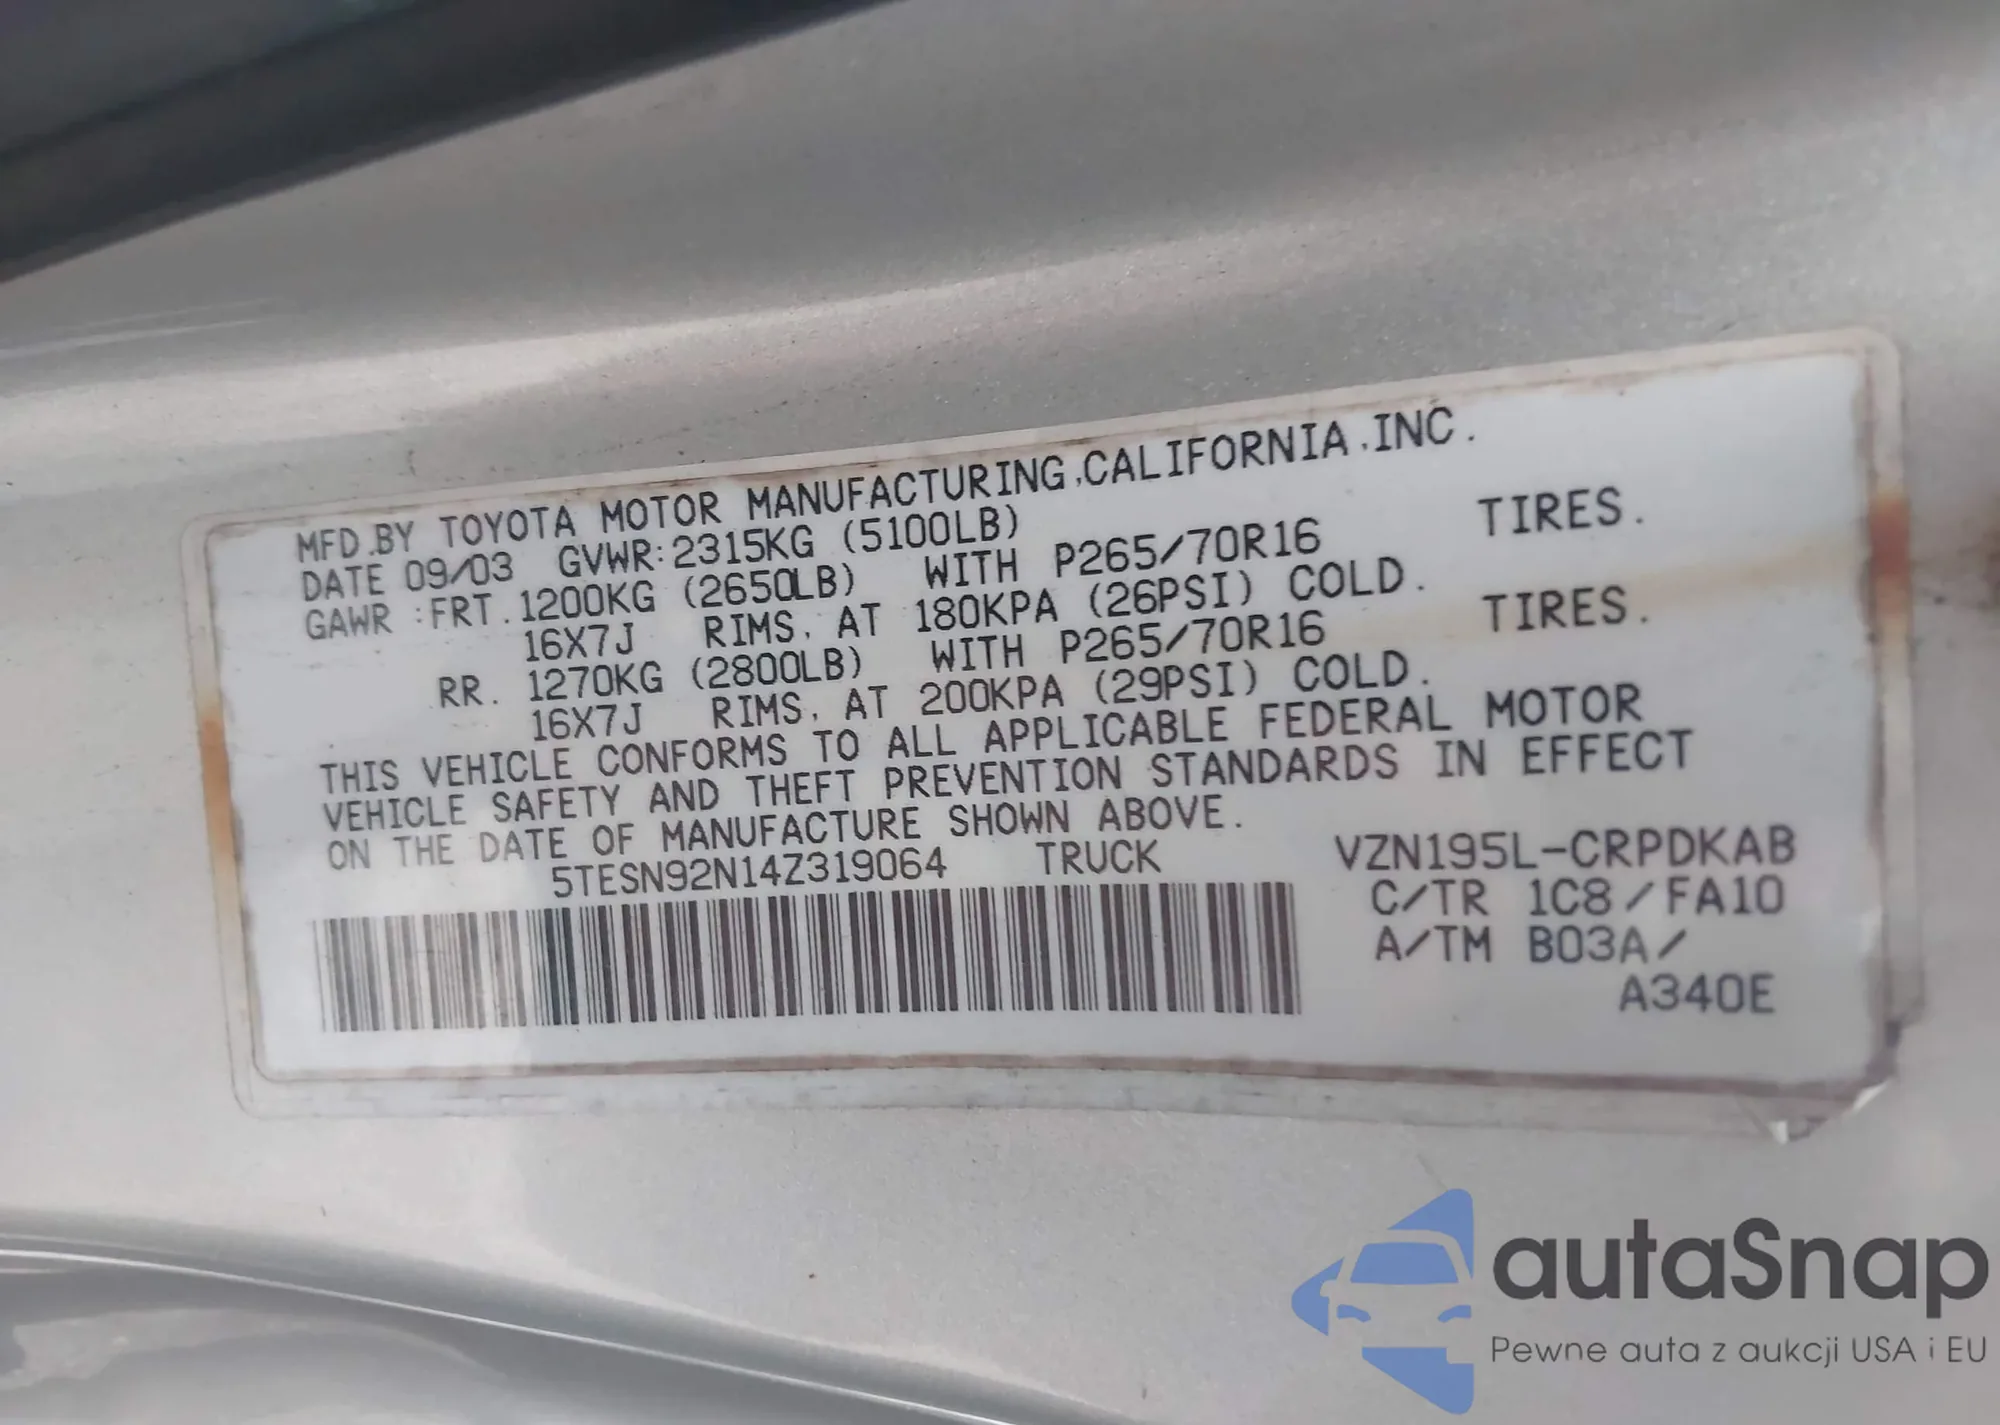 MFD.BY TOYOTA MOTOR MANUFACTURING,CALIFORNIA,INC.
DATE 09/03 GVWR:2315KG (5100LB)
GAWR :FRT.1200KG (2650LB) WITH P265/70R16 TIRES.
16X7J RIMS, AT 180KPA (26PSI) COLD.
RR. 1270KG (2800LB) WITH P265/70R16 TIRES.
16X7J RIMS, AT 200KPA (29PSI) COLD.
THIS VEHICLE CONFORMS TO ALL APPLICABLE FEDERAL MOTOR
VEHICLE SAFETY AND THEFT PREVENTION STANDARDS IN EFFECT
ON THE DATE OF MANUFACTURE SHOWN ABOVE.
5TESN92N14Z319064 TRUCK VZN195L-CRPDKAB
C/TR 1C8/FA10
A/TM B03A/
A340E
autaSnap
Pewne auta z aukcji USA i EU